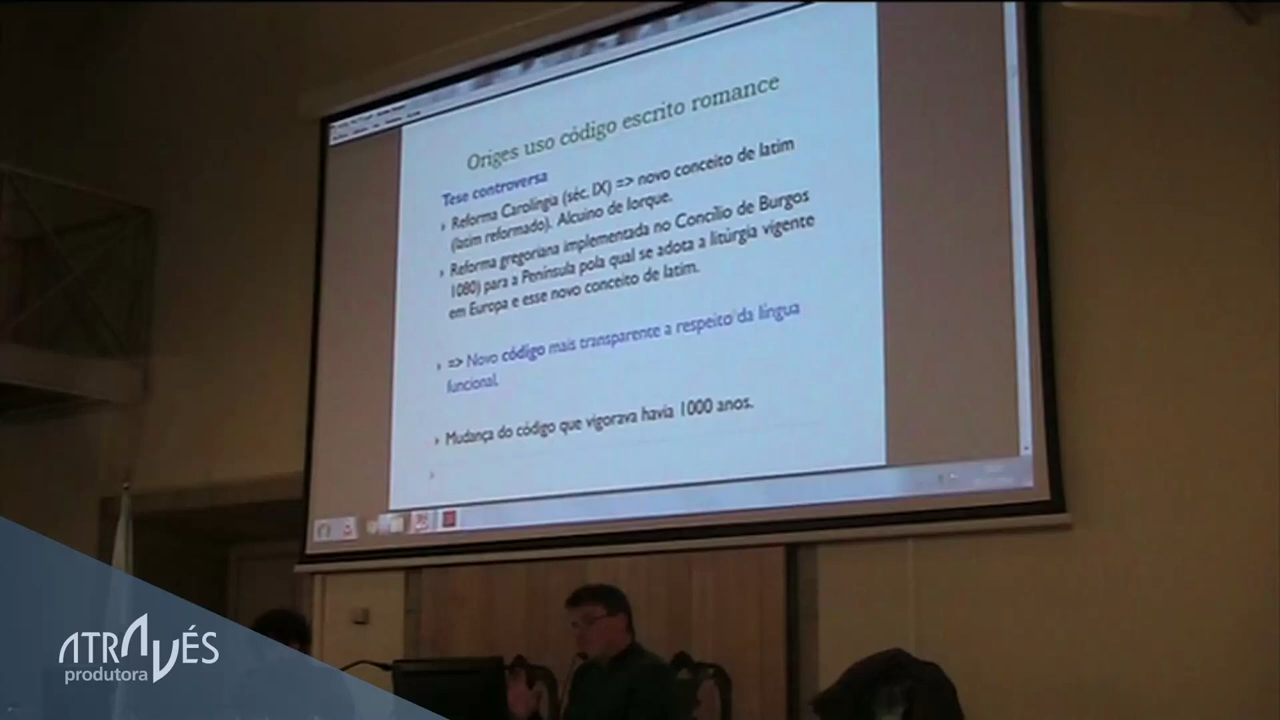 Origes uso código escrito romance
Tese controversa
Reforma Carolíngia (séc. IX) => novo conceito de latim
(latim reformado). Alcuino de Iorque.
Reforma gregoriana implementada no Concílio de Burgos
1080) para a Península pola qual se adota a litúrgia vigente
em Europa e esse novo conceito de latim.
=> Novo código mais transparente a respeito da língua
funcional.
Mudança do código que vigorava havia 1000 anos.
ATRAVÉS
produtora